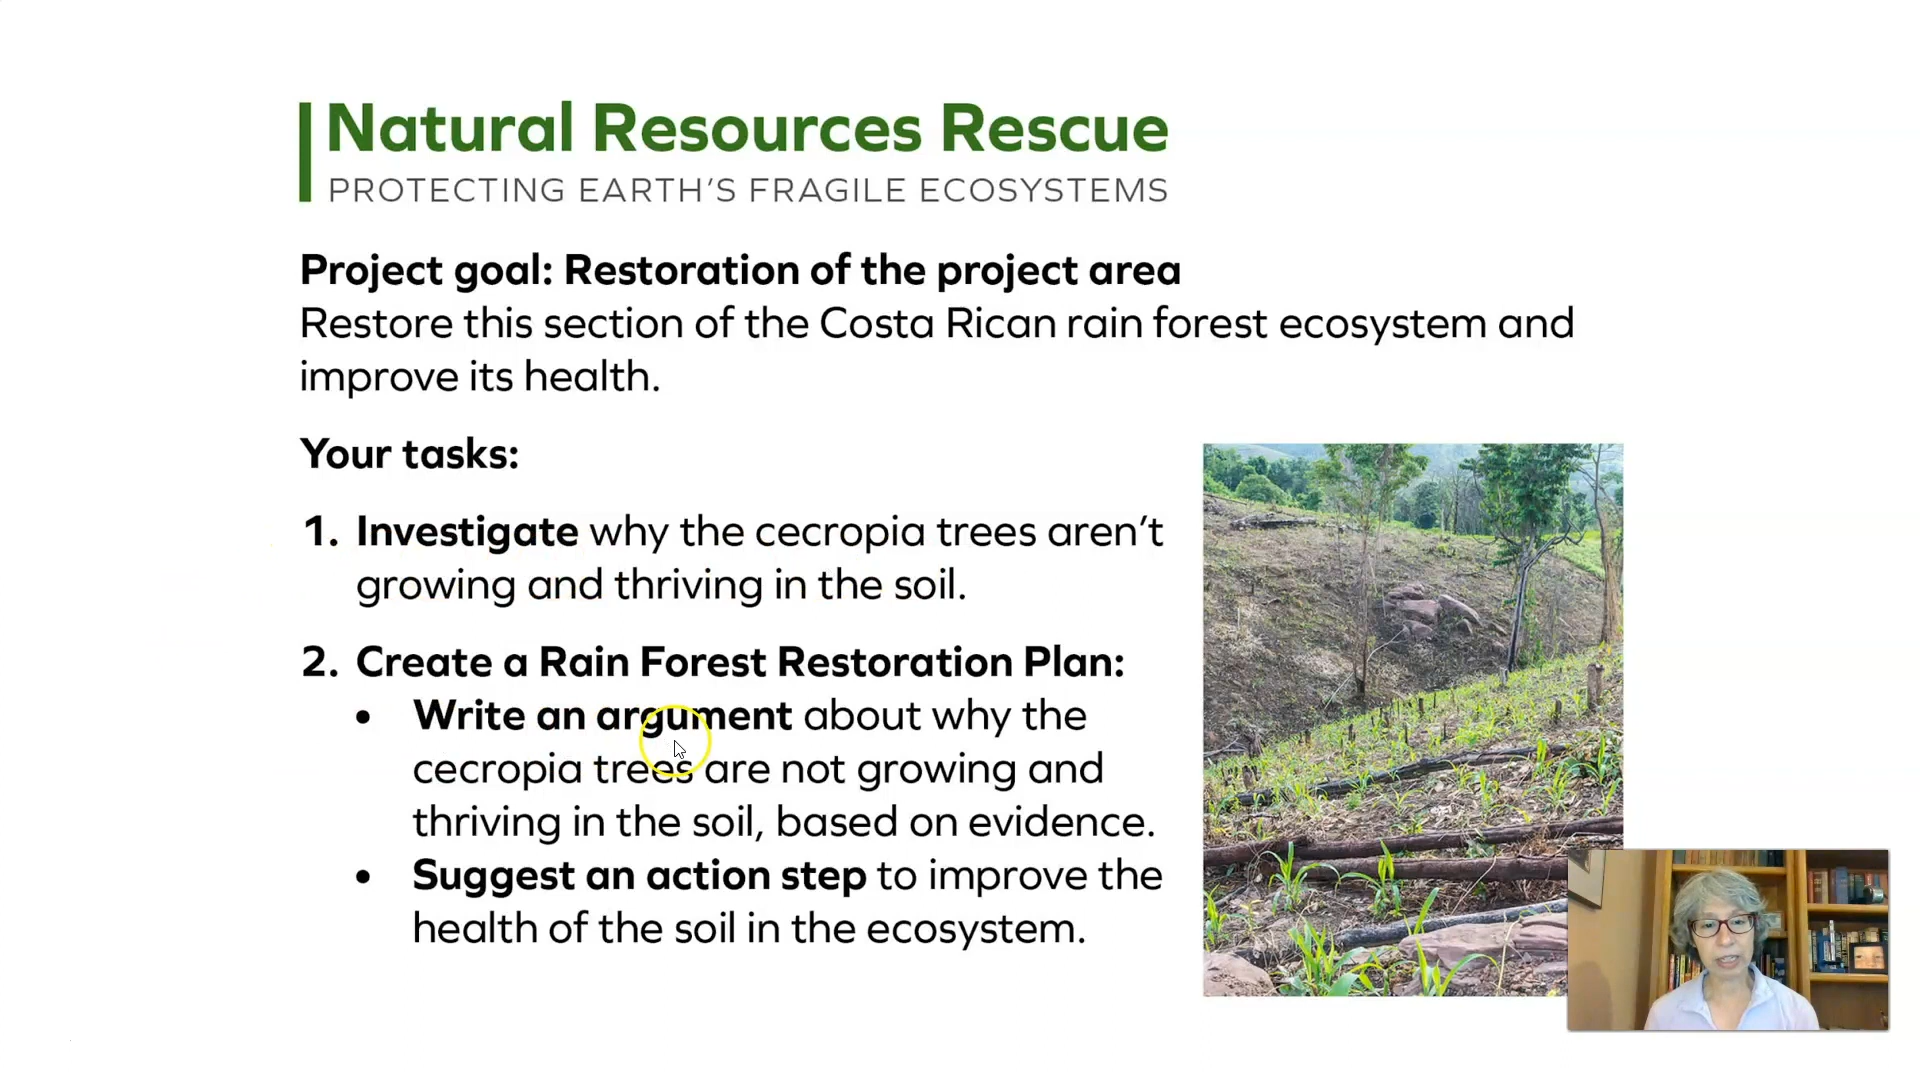 Natural Resources Rescue
PROTECTING EARTH’S FRAGILE ECOSYSTEMS
Project goal: Restoration of the project area
Restore this section of the Costa Rican rain forest ecosystem and
improve its health.
Your tasks:
1. Investigate why the cecropia trees aren’t
growing and thriving in the soil.
2. Create a Rain Forest Restoration Plan:
• Write an argument about why the
cecropia trees are not growing and
thriving in the soil, based on evidence.
• Suggest an action step to improve the
health of the soil in the ecosystem.